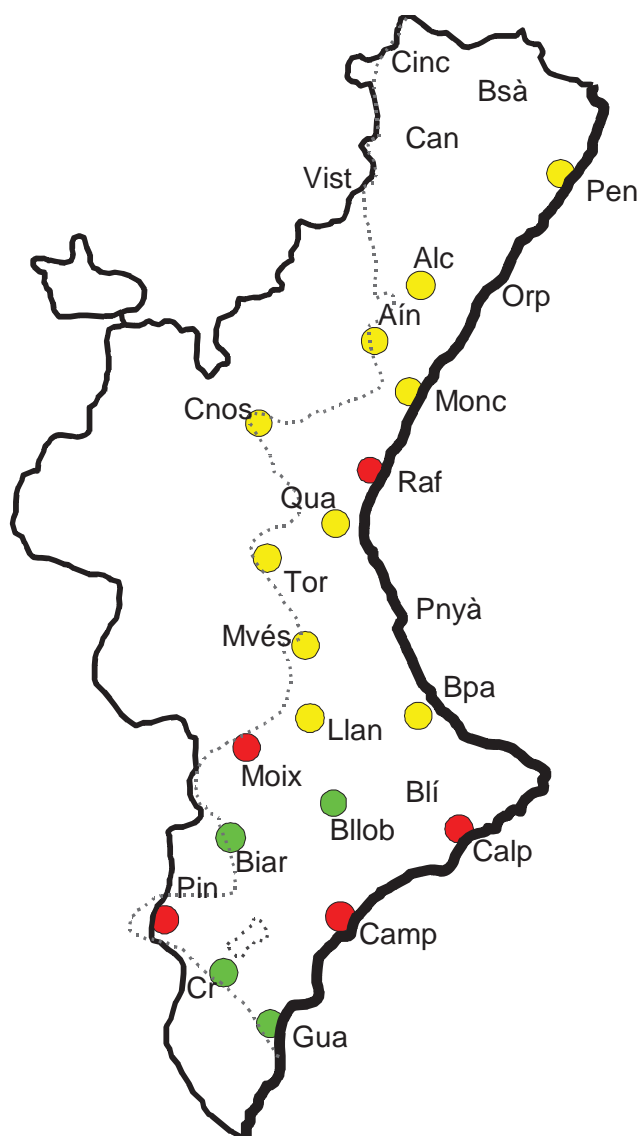 Cinc
Bsà
Can
Vist
Pen
Alc
Orp
Aín
Monc
Cnos
Raf
Qua
Tor
Pnyà
Mvés
Bpa
Llan
Moix
Blí
Bllob
Calp
Biar
Pin
Camp
Cr
Gua